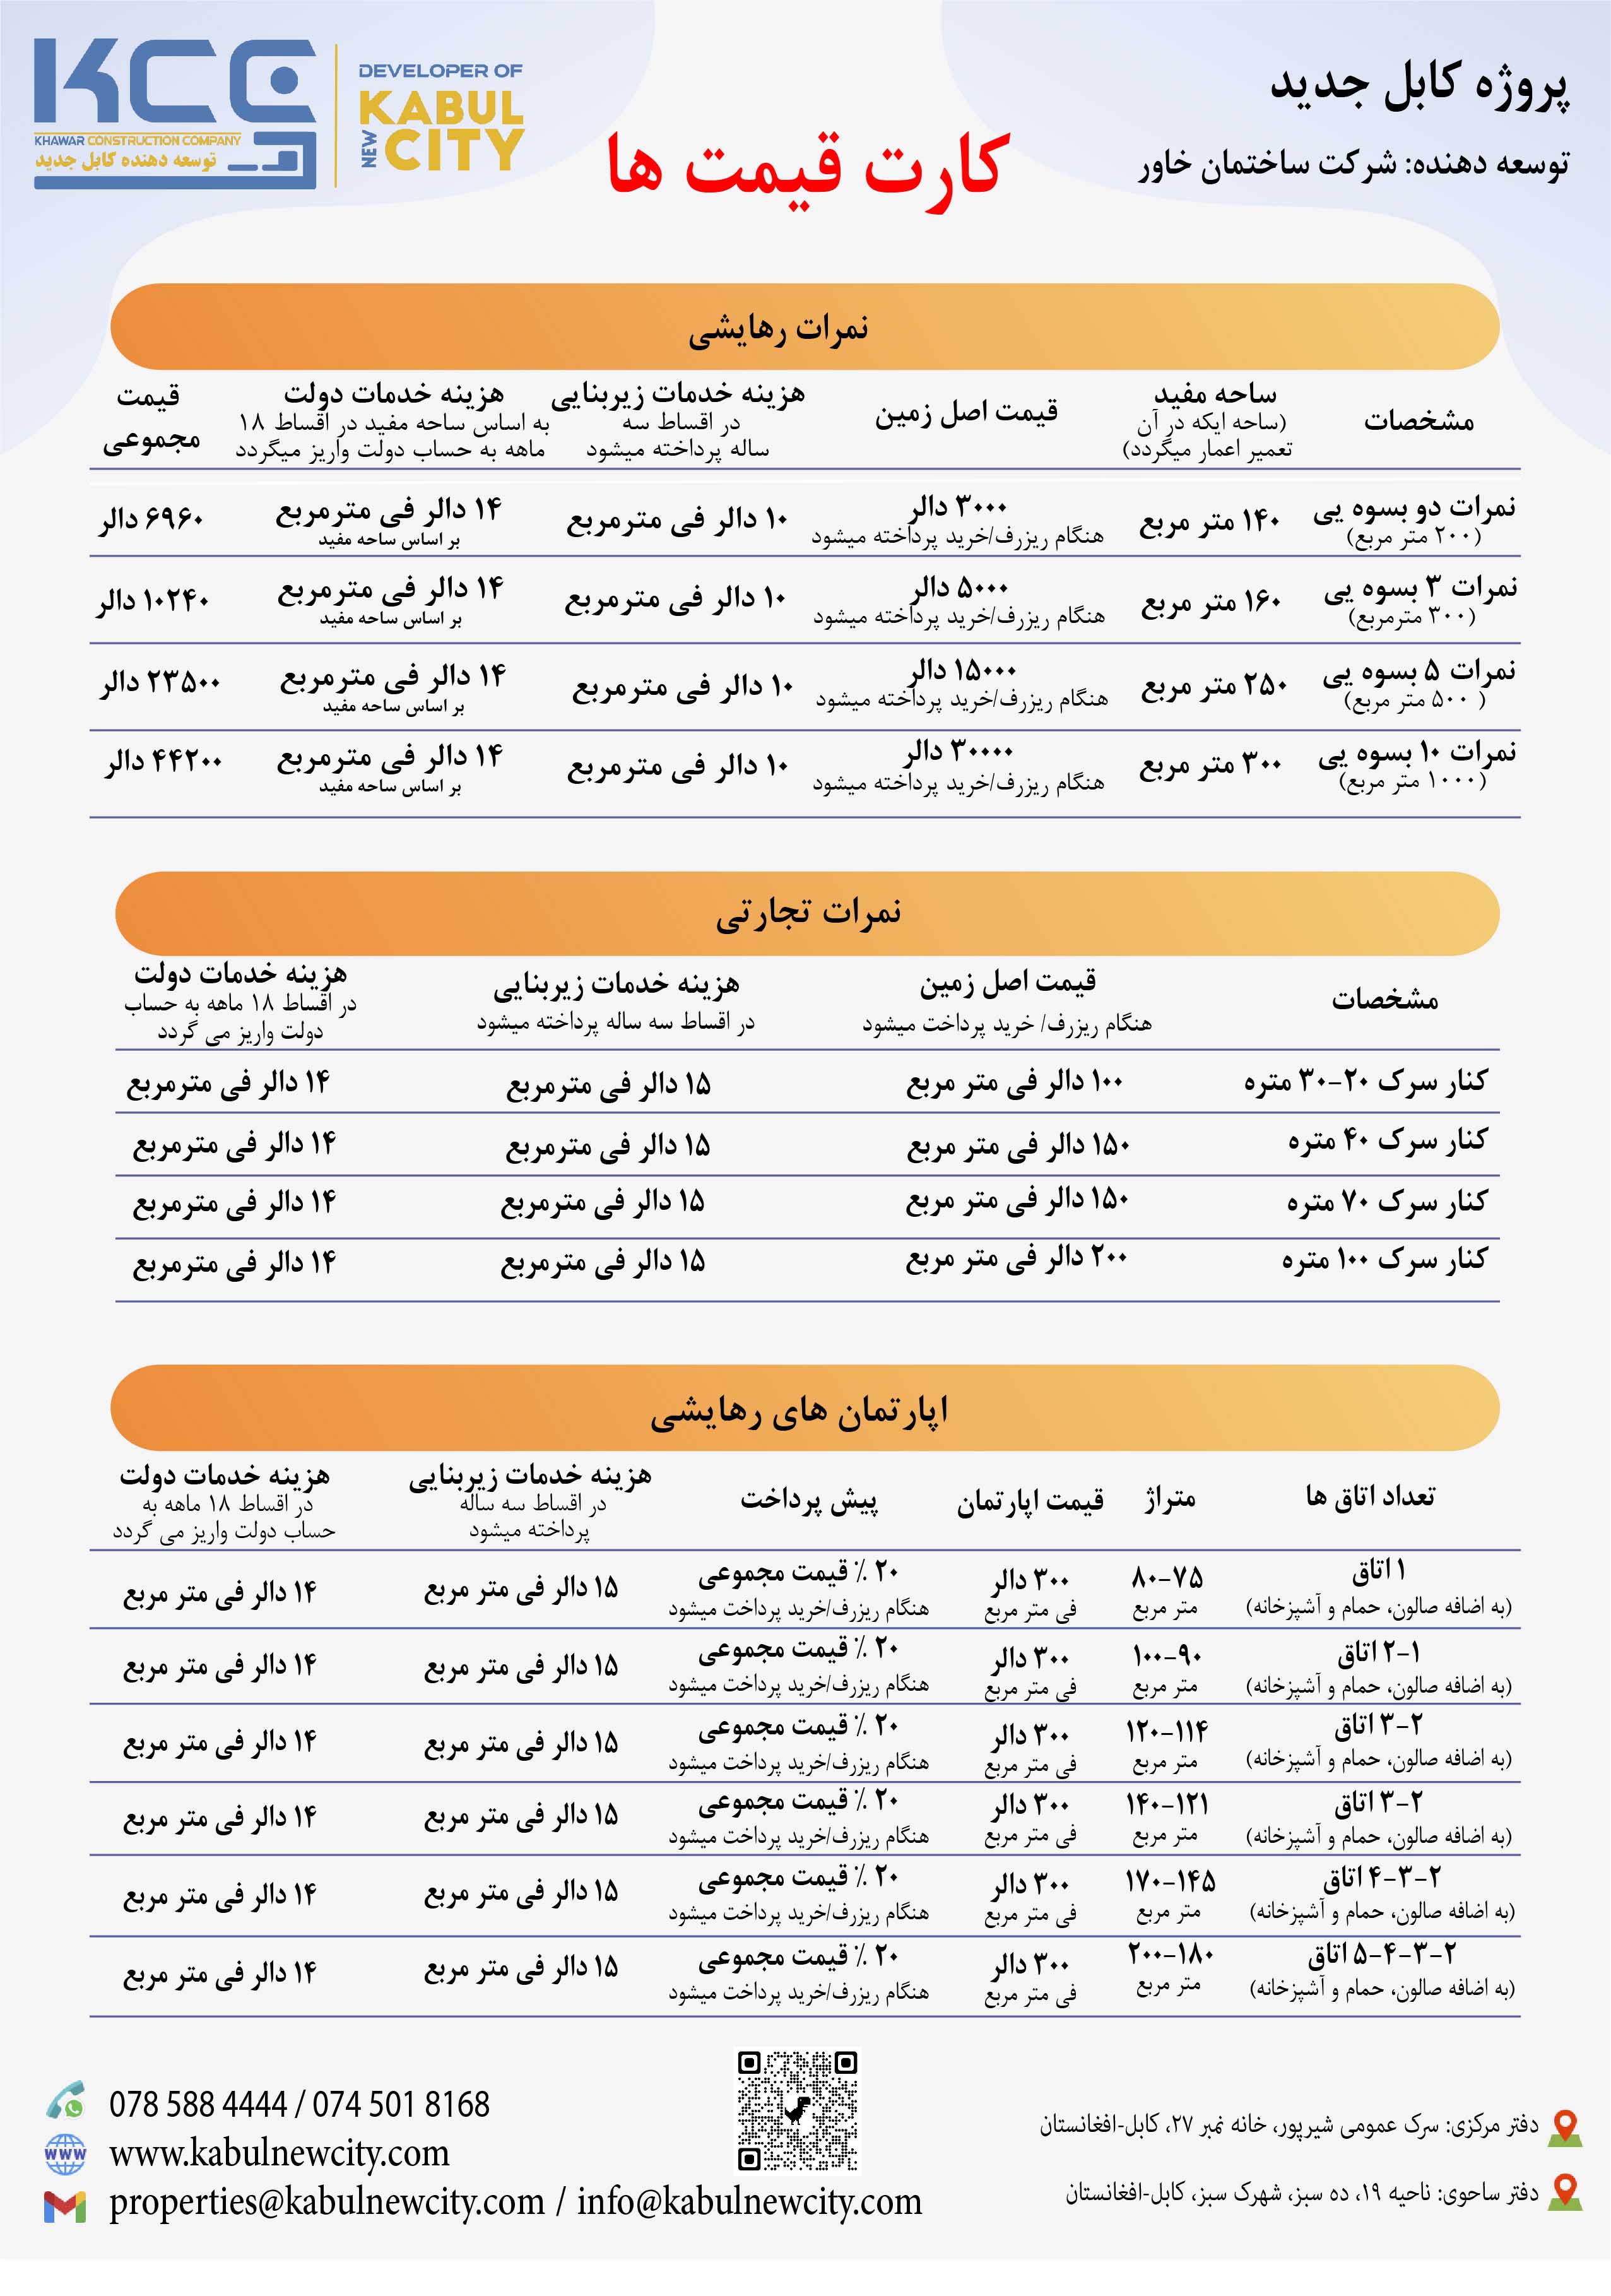 KCC
KHAWAR CONSTRUCTION COMPANY
توسعه دهنده کابل جدید
DEVELOPER OF
KABUL
NEW CITY
پروژه کابل جدید
توسعه دهنده: شرکت ساختمان خاور
کارت قیمت ها
نمرات رهایشی
مشخصات
ساحه مفید
(ساحه ایکه در آن
تعمیر اعمار میگردد)
قیمت اصل زمین
هزینه خدمات زیربنایی
در اقساط سه
ساله پرداخته میشود
هزینه خدمات دولت
به اساس ساحه مفید در اقساط ۱۸
ماهه به حساب دولت واریز میگردد
قیمت
مجموعی
نمرات دو بسوه یی
(۲۰۰ متر مربع)
۱۴۰ متر مربع
۳۰۰۰ دالر
هنگام ریزرف/خرید پرداخته میشود
۱۰ دالر فی مترمربع
۱۴ دالر فی مترمربع
بر اساس ساحه مفید
۶۹۶۰ دالر
نمرات ۳ بسوه یی
(۳۰۰ مترمربع)
۱۶۰ متر مربع
۵۰۰۰ دالر
هنگام ریزرف/خرید پرداخته میشود
۱۰ دالر فی مترمربع
۱۴ دالر فی مترمربع
بر اساس ساحه مفید
۱۰۲۴۰ دالر
نمرات ۵ بسوه یی
( ۵۰۰ متر مربع)
۲۵۰ متر مربع
۱۵۰۰۰ دالر
هنگام ریزرف/خرید پرداخته میشود
۱۰ دالر فی مترمربع
۱۴ دالر فی مترمربع
بر اساس ساحه مفید
۲۳۵۰۰ دالر
نمرات ۱۰ بسوه یی
(۱۰۰۰ متر مربع)
۳۰۰ متر مربع
۳۰۰۰۰ دالر
هنگام ریزرف/خرید پرداخته میشود
۱۰ دالر فی مترمربع
۱۴ دالر فی مترمربع
بر اساس ساحه مفید
۴۴۲۰۰ دالر
نمرات تجارتی
مشخصات
قیمت اصل زمین
هنگام ریزرف/ خرید پرداخت میشود
هزینه خدمات زیربنایی
در اقساط سه ساله پرداخته میشود
هزینه خدمات دولت
در اقساط ۱۸ ماهه به حساب
دولت واریز می گردد
کنار سرک ۲۰-۳۰ متره
۱۰۰ دالر فی متر مربع
۱۵ دالر فی مترمربع
۱۴ دالر فی مترمربع
کنار سرک ۴۰ متره
۱۵۰ دالر فی متر مربع
۱۵ دالر فی مترمربع
۱۴ دالر فی مترمربع
کنار سرک ۷۰ متره
۱۵۰ دالر فی متر مربع
۱۵ دالر فی مترمربع
۱۴ دالر فی مترمربع
کنار سرک ۱۰۰ متره
۲۰۰ دالر فی متر مربع
۱۵ دالر فی مترمربع
۱۴ دالر فی مترمربع
اپارتمان های رهایشی
تعداد اتاق ها
متراژ
قیمت اپارتمان
پیش پرداخت
هزینه خدمات زیربنایی
در اقساط سه ساله
پرداخته میشود
هزینه خدمات دولت
در اقساط ۱۸ ماهه به
حساب دولت واریز می گردد
۱ اتاق
(به اضافه صالون، حمام و آشپزخانه)
۷۵-۸۰
متر مربع
۳۰۰ دالر
فی متر مربع
۲۰ ٪ قیمت مجموعی
هنگام ریزرف/خرید پرداخت میشود
۱۵ دالر فی متر مربع
۱۴ دالر فی متر مربع
۱-۲ اتاق
(به اضافه صالون، حمام و آشپزخانه)
۹۰-۱۰۰
متر مربع
۳۰۰ دالر
فی متر مربع
۲۰ ٪ قیمت مجموعی
هنگام ریزرف/خرید پرداخت میشود
۱۵ دالر فی متر مربع
۱۴ دالر فی متر مربع
۲-۳ اتاق
(به اضافه صالون، حمام و آشپزخانه)
۱۱۴-۱۲۰
متر مربع
۳۰۰ دالر
فی متر مربع
۲۰ ٪ قیمت مجموعی
هنگام ریزرف/خرید پرداخت میشود
۱۵ دالر فی متر مربع
۱۴ دالر فی متر مربع
۲-۳ اتاق
(به اضافه صالون، حمام و آشپزخانه)
۱۲۱-۱۴۰
متر مربع
۳۰۰ دالر
فی متر مربع
۲۰ ٪ قیمت مجموعی
هنگام ریزرف/خرید پرداخت میشود
۱۵ دالر فی متر مربع
۱۴ دالر فی متر مربع
۲-۳-۴ اتاق
(به اضافه صالون، حمام و آشپزخانه)
۱۴۵-۱۷۰
متر مربع
۳۰۰ دالر
فی متر مربع
۲۰ ٪ قیمت مجموعی
هنگام ریزرف/خرید پرداخت میشود
۱۵ دالر فی متر مربع
۱۴ دالر فی متر مربع
۲-۳-۴-۵ اتاق
(به اضافه صالون، حمام و آشپزخانه)
۱۸۰-۲۰۰
متر مربع
۳۰۰ دالر
فی متر مربع
۲۰ ٪ قیمت مجموعی
هنگام ریزرف/خرید پرداخت میشود
۱۵ دالر فی متر مربع
۱۴ دالر فی متر مربع
078 588 4444 / 074 501 8168
WWW
www.kabulnewcity.com
properties@kabulnewcity.com / info@kabulnewcity.com
دفتر مرکزی: سرک عمومی شیرپور، خانه نمبر ۲۷، کابل-افغانستان
دفتر ساحوی: ناحیه ۱۹، ده سبز، شهرک سبز، کابل-افغانستان